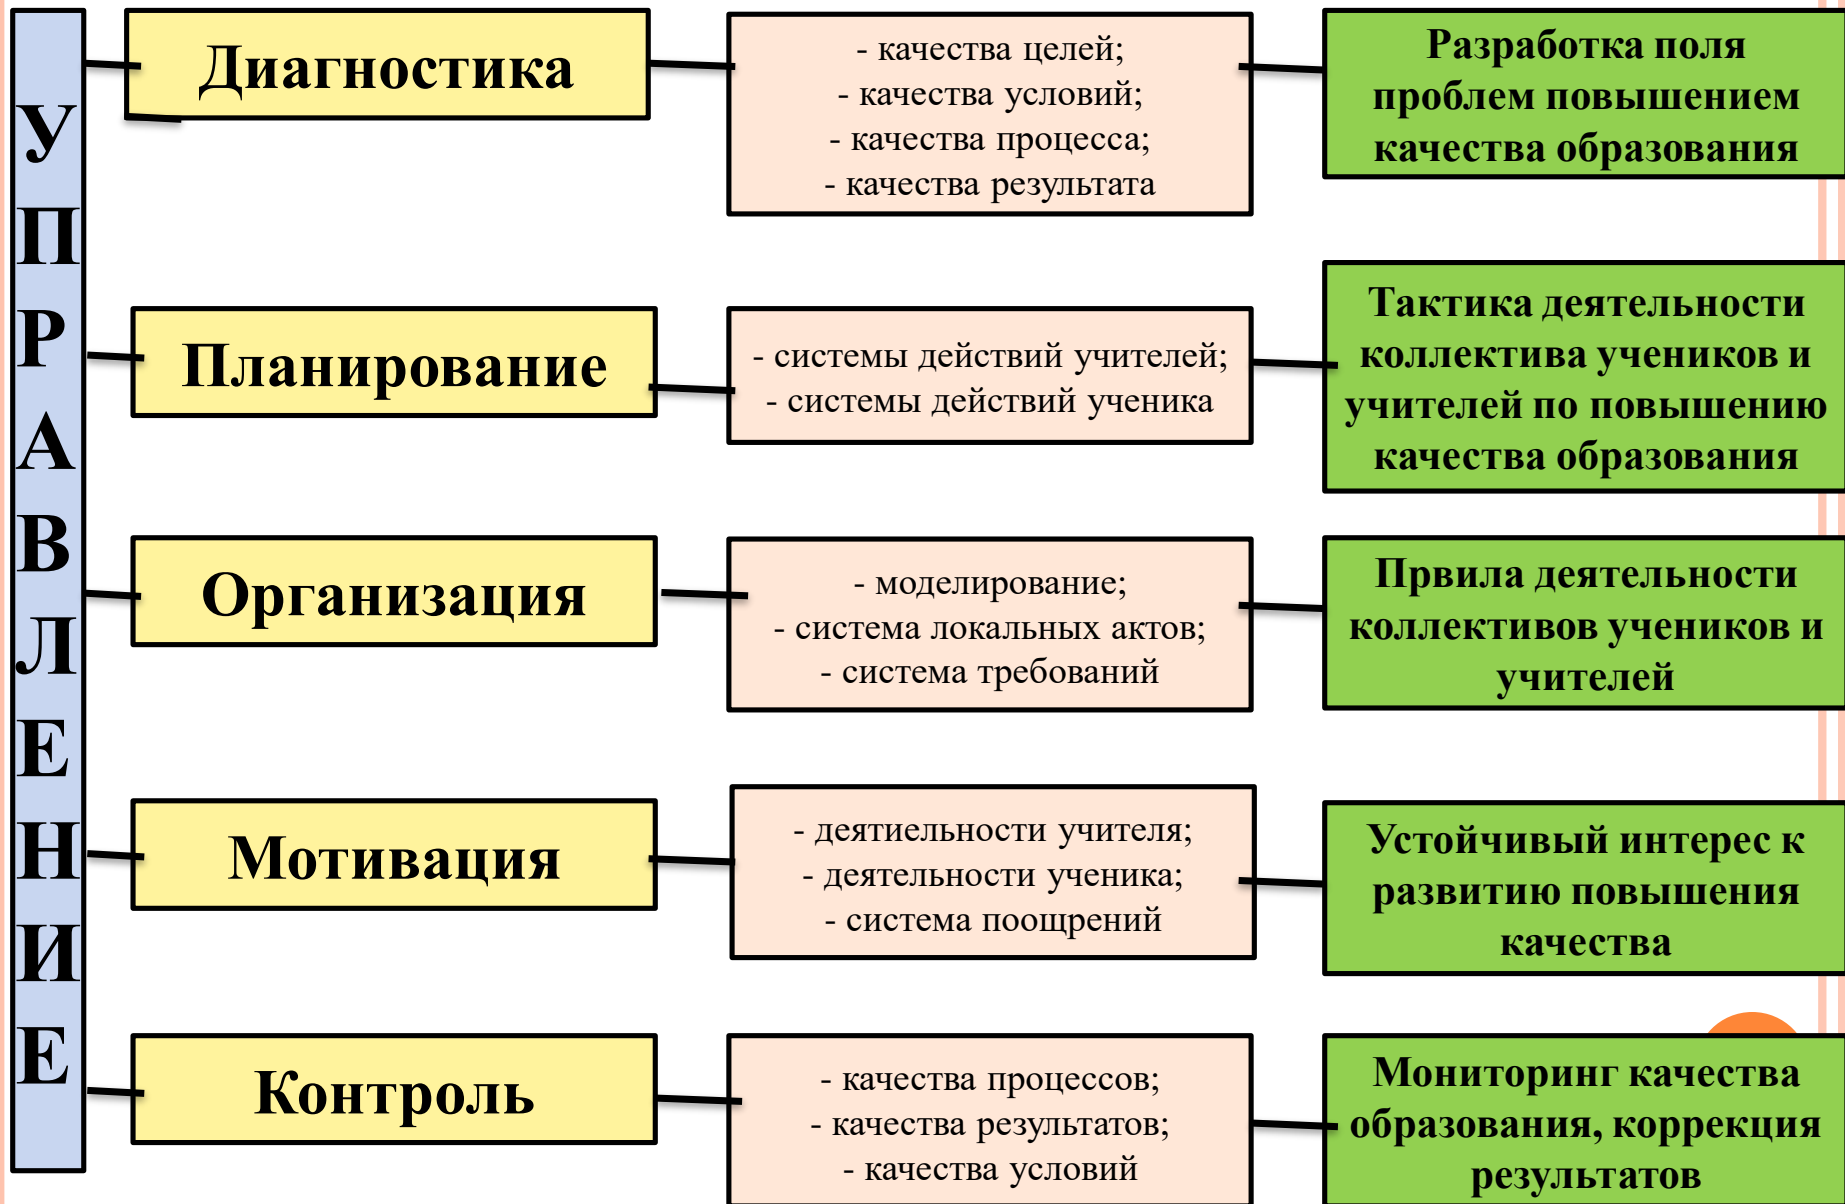 УПРАВЛЕНИЕ
Диагностика
- качества целей;
- качества условий;
- качества процесса;
- качества результата
Разработка поля
проблем повышением
качества образования
Планирование
- системы действий учителей;
- системы действий ученика
Тактика деятельности
коллектива учеников и
учителей по повышению
качества образования
Организация
- моделирование;
- система локальных актов;
- система требований
Првила деятельности
коллективов учеников и
учителей
Мотивация
- деятиельности учителя;
- деятельности ученика;
- система поощрений
Устойчивый интерес к
развитию повышения
качества
Контроль
- качества процессов;
- качества результатов;
- качества условий
Мониторинг качества
образования, коррекция
результатов